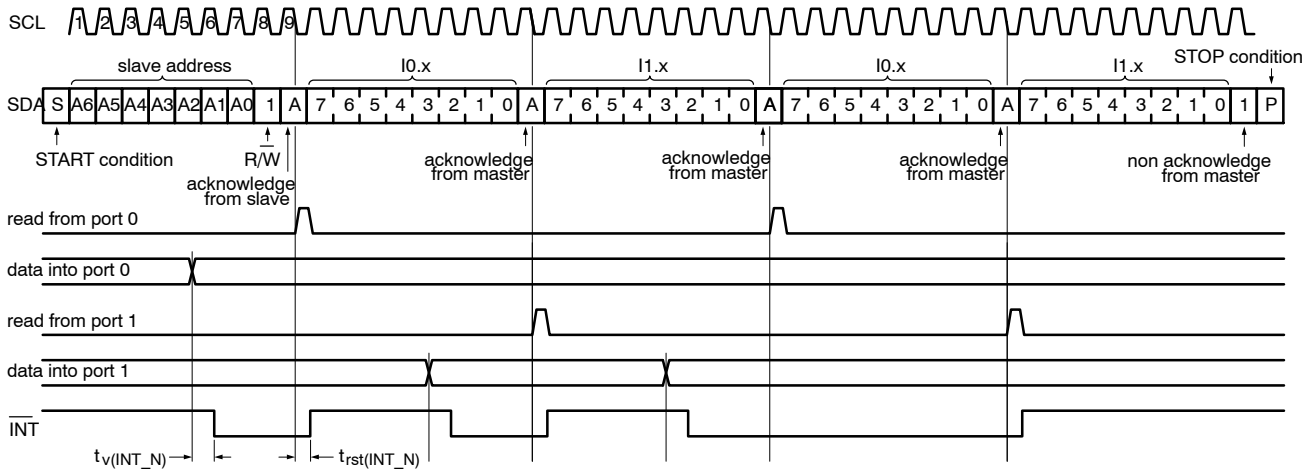 SCL 1 2 3 4 5 6 7 8 9
slave address I0.x I1.x I0.x I1.x STOP condition
SDA S A6 A5 A4 A3 A2 A1 A0 1 A 7 6 5 4 3 2 1 0 A 7 6 5 4 3 2 1 0 A 7 6 5 4 3 2 1 0 A 7 6 5 4 3 2 1 0 1 P
START condition
R/W̅
acknowledge
from slave
acknowledge
from master
acknowledge
from master
acknowledge
from master
non acknowledge
from master
read from port 0
data into port 0
read from port 1
data into port 1
I̅N̅T̅
tv(INT_N)
trst(INT_N)